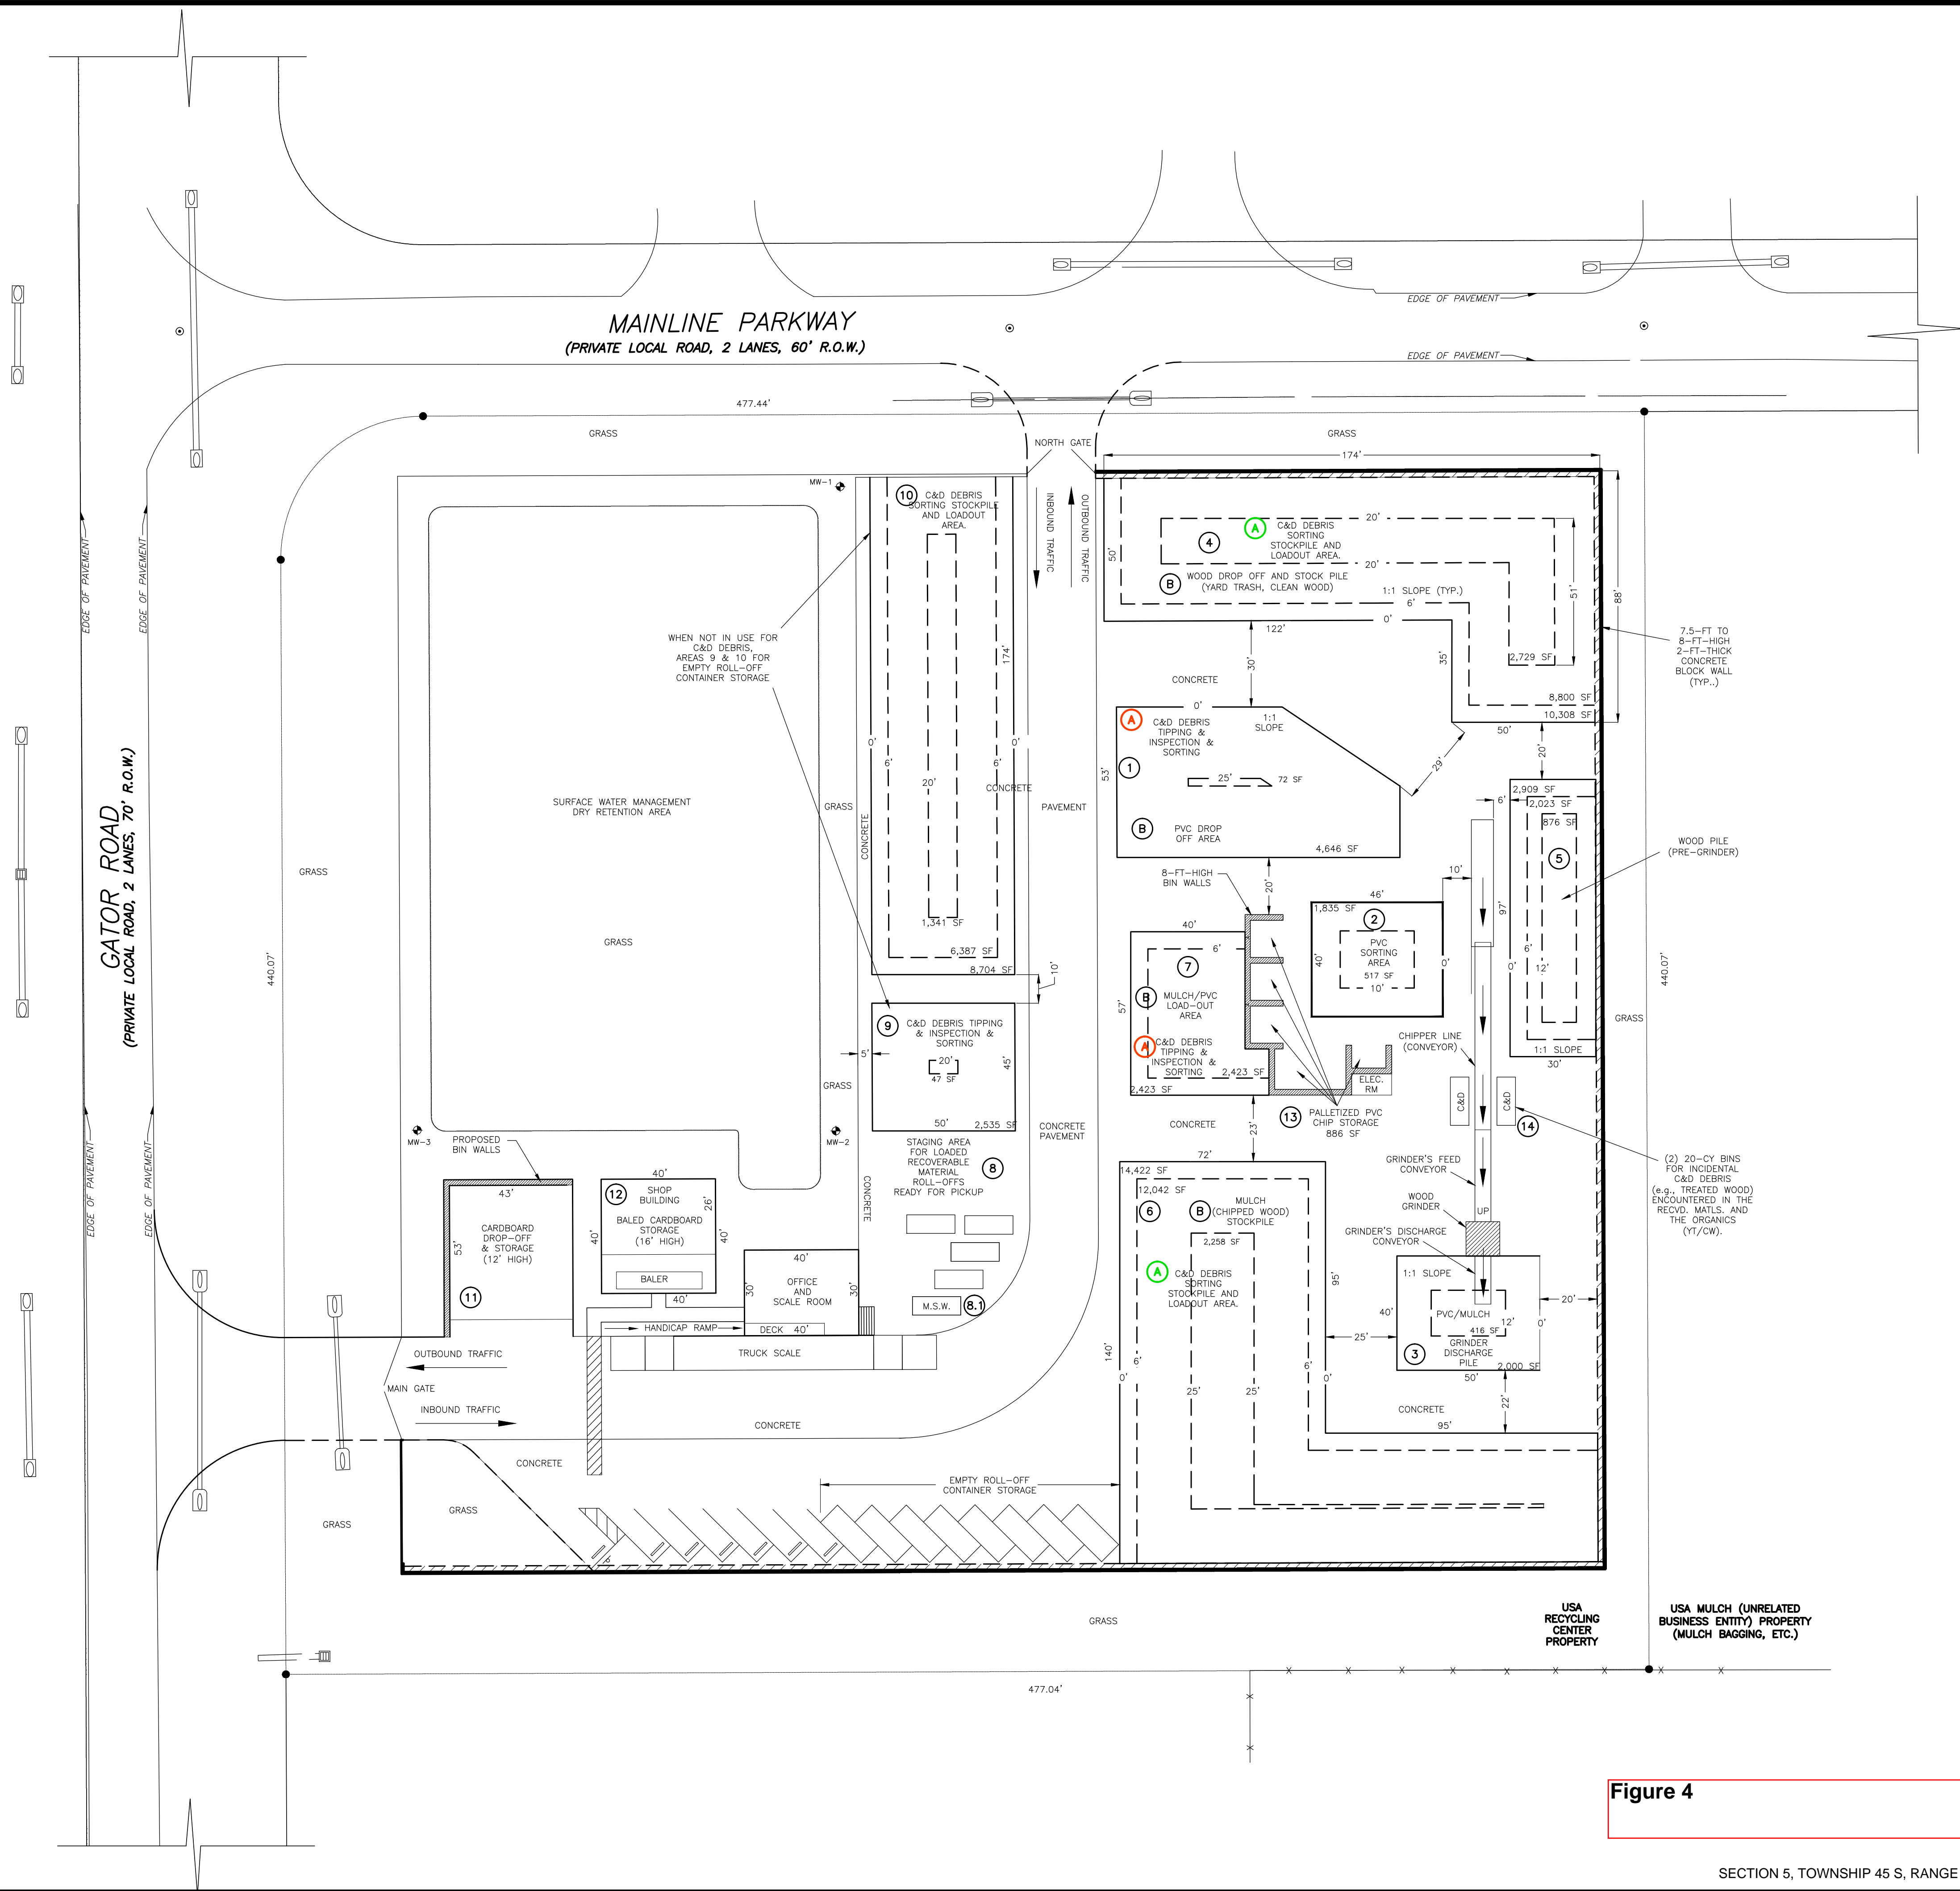 MAINLINE PARKWAY
(PRIVATE LOCAL ROAD, 2 LANES, 60' R.O.W.)
EDGE OF PAVEMENT
EDGE OF PAVEMENT
477.44'
GRASS
NORTH GATE
GRASS
174'
MW-1
10
C&D DEBRIS
SORTING STOCKPILE
AND LOADOUT
AREA.
INBOUND TRAFFIC
OUTBOUND TRAFFIC
A
C&D DEBRIS
SORTING
STOCKPILE AND
LOADOUT AREA.
4
20'
20'
50'
51'
88'
B
WOOD DROP OFF AND STOCK PILE
(YARD TRASH, CLEAN WOOD)
1:1 SLOPE (TYP.)
6'
0'
122'
35'
2,729 SF
8,800 SF
10,308 SF
50'
7.5-FT TO
8-FT-HIGH
2-FT-THICK
CONCRETE
BLOCK WALL
(TYP..)
EDGE OF PAVEMENT
EDGE OF PAVEMENT
WHEN NOT IN USE FOR
C&D DEBRIS,
AREAS 9 & 10 FOR
EMPTY ROLL-OFF
CONTAINER STORAGE
174'
30'
CONCRETE
0'
A
C&D DEBRIS
TIPPING &
INSPECTION &
SORTING
1:1
SLOPE
1
53'
25'
72 SF
29'
20'
B
PVC DROP
OFF AREA
4,646 SF
0'
0'
6'
6'
20'
CONCRETE
PAVEMENT
GRASS
CONCRETE
SURFACE WATER MANAGEMENT
DRY RETENTION AREA
GATOR ROAD
(PRIVATE LOCAL ROAD, 2 LANES, 70' R.O.W.)
GRASS
GRASS
440.07'
1,341 SF
6,387 SF
8,704 SF
10'
2,909 SF
2,023 SF
876 SF
6'
5
WOOD PILE
(PRE-GRINDER)
97'
6'
0'
12'
1:1 SLOPE
30'
8-FT-HIGH
BIN WALLS
20'
10'
46'
1,835 SF
2
PVC
SORTING
AREA
517 SF
10'
40'
0'
40'
6'
7
B
MULCH/PVC
LOAD-OUT
AREA
57'
A
C&D DEBRIS
TIPPING &
INSPECTION &
SORTING
2,423 SF
2,423 SF
ELEC.
RM
CHIPPER LINE
(CONVEYOR)
C&D
C&D
14
GRASS
440.07'
9
C&D DEBRIS TIPPING
& INSPECTION &
SORTING
20'
47 SF
45'
5'
GRASS
50'
2,535 SF
CONCRETE
PAVEMENT
CONCRETE
23'
13
PALLETIZED PVC
CHIP STORAGE
886 SF
MW-3
MW-2
PROPOSED
BIN WALLS
STAGING AREA
FOR LOADED
RECOVERABLE
MATERIAL
ROLL-OFFS
READY FOR PICKUP
8
CONCRETE
M.S.W.
8.1
(2) 20-CY BINS
FOR INCIDENTAL
C&D DEBRIS
(e.g., TREATED WOOD)
ENCOUNTERED IN THE
RECVD. MATLS. AND
THE ORGANICS
(YT/CW).
GRINDER'S FEED
CONVEYOR
WOOD
GRINDER
UP
GRINDER'S DISCHARGE
CONVEYOR
72'
14,422 SF
12,042 SF
6
B
MULCH
(CHIPPED WOOD)
STOCKPILE
2,258 SF
A
C&D DEBRIS
SORTING
STOCKPILE AND
LOADOUT AREA.
95'
140'
6'
0'
25'
25'
6'
0'
25'
1:1 SLOPE
40'
PVC/MULCH
12'
0'
416 SF
GRINDER
DISCHARGE
PILE
3
2,000 SF
50'
20'
22'
CONCRETE
95'
EDGE OF PAVEMENT
EDGE OF PAVEMENT
43'
53'
CARDBOARD
DROP-OFF
& STORAGE
(12' HIGH)
11
40'
12
SHOP
BUILDING
26'
BALED CARDBOARD
STORAGE
(16' HIGH)
40'
40'
BALER
40'
40'
OFFICE
AND
SCALE ROOM
30'
30'
HANDICAP RAMP
DECK 40'
TRUCK SCALE
OUTBOUND TRAFFIC
MAIN GATE
INBOUND TRAFFIC
CONCRETE
CONCRETE
EMPTY ROLL-OFF
CONTAINER STORAGE
GRASS
GRASS
GRASS
USA
RECYCLING
CENTER
PROPERTY
USA MULCH (UNRELATED
BUSINESS ENTITY) PROPERTY
(MULCH BAGGING, ETC.)
477.04'
Figure 4
SECTION 5, TOWNSHIP 45 S, RANGE